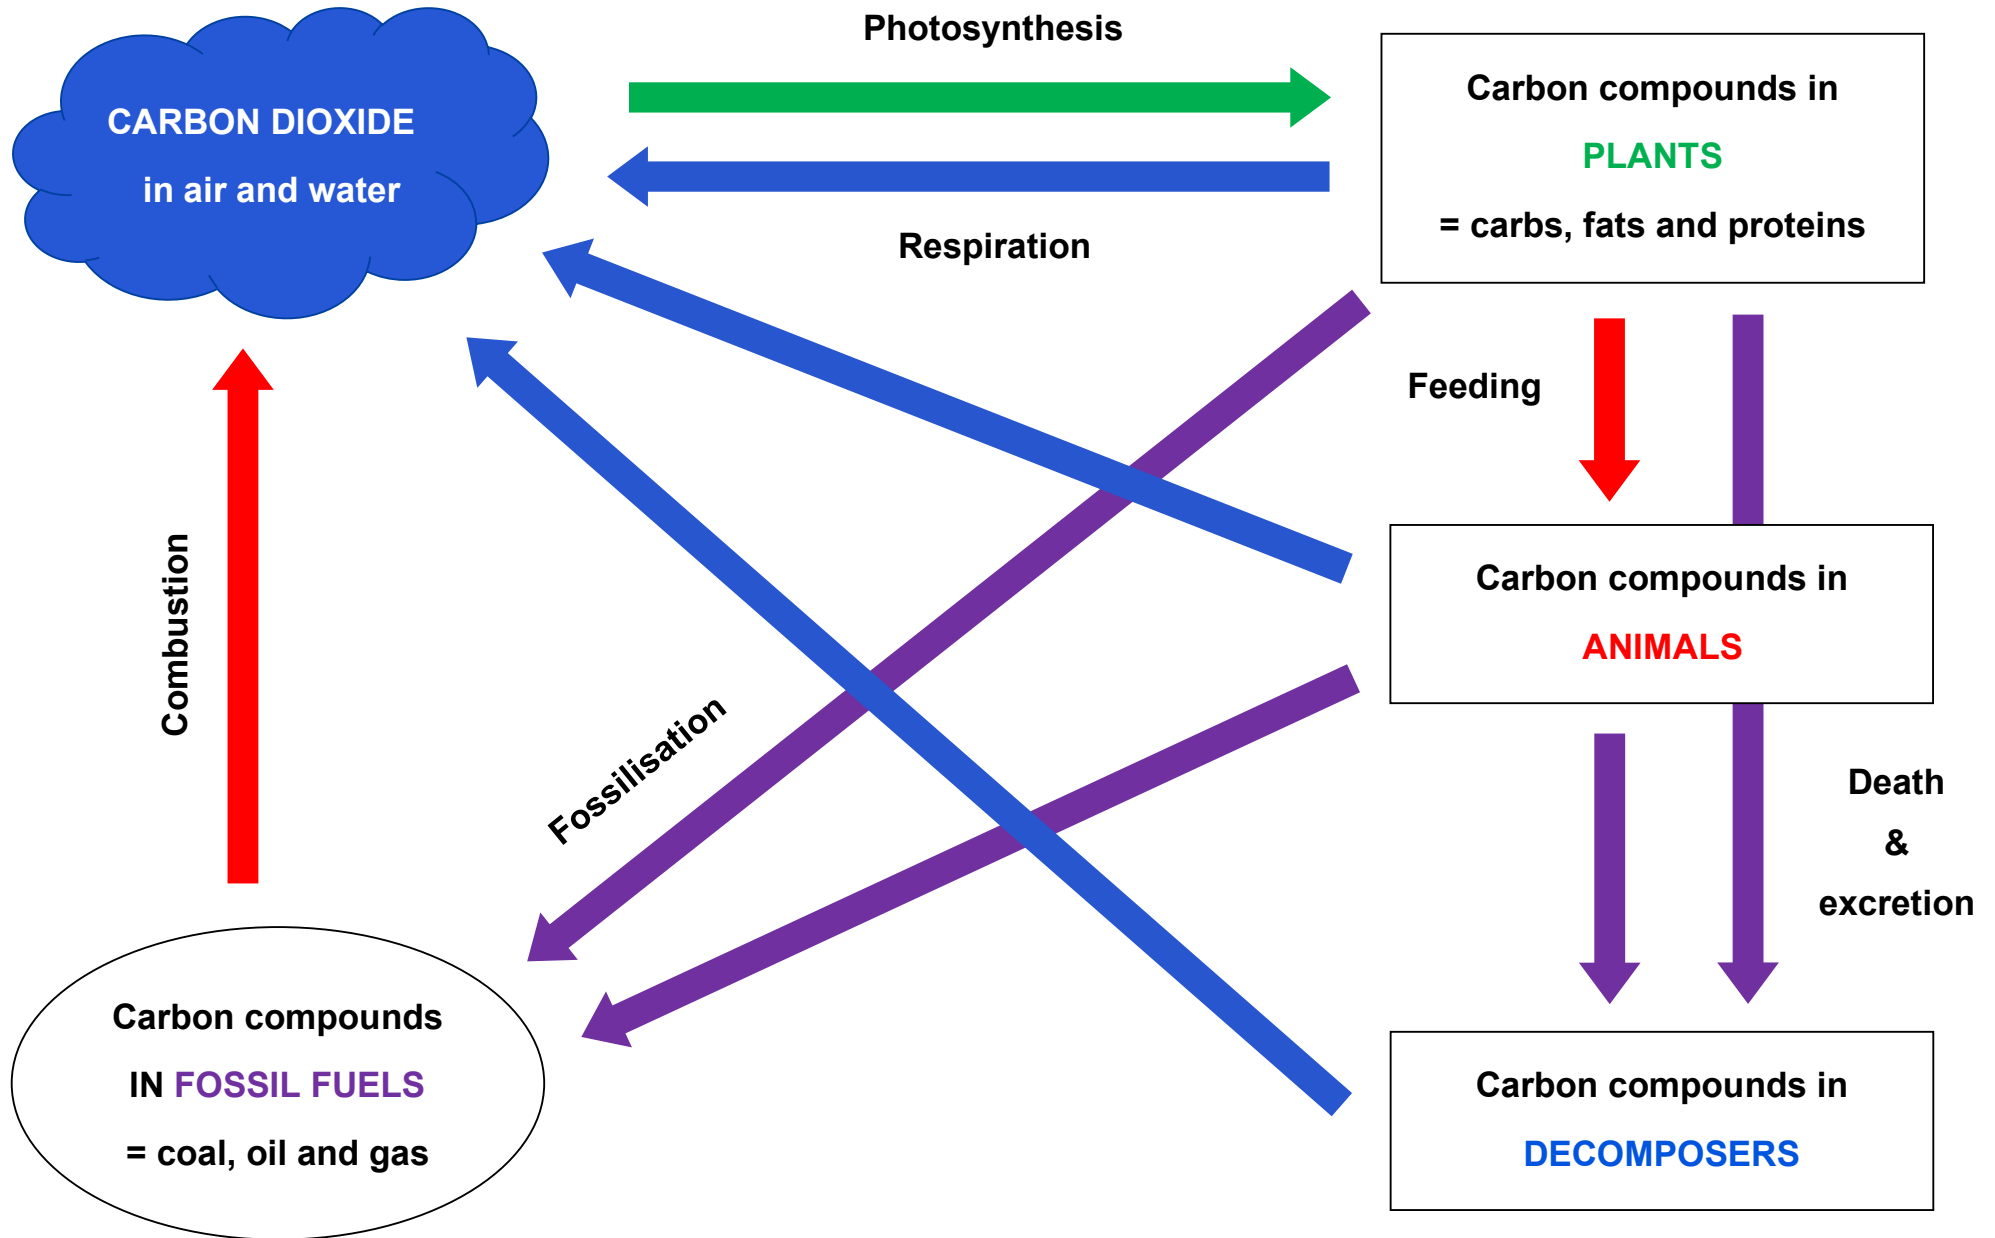 Photosynthesis
CARBON DIOXIDE
in air and water
Carbon compounds in
PLANTS
= carbs, fats and proteins
Respiration
Feeding
Combustion
Fossilisation
Carbon compounds in
ANIMALS
Death
&
excretion
Carbon compounds
IN FOSSIL FUELS
= coal, oil and gas
Carbon compounds in
DECOMPOSERS